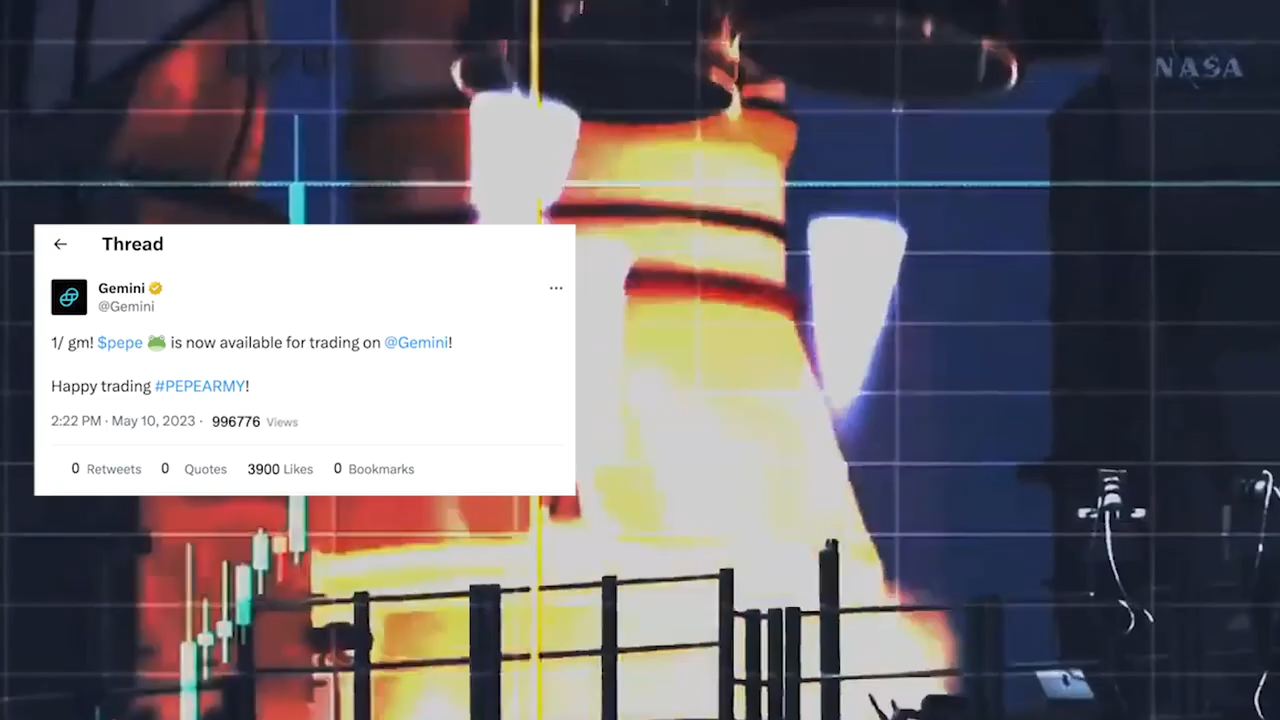 NASA
Thread
Gemini
@Gemini
1/ gm! $pepe 🐸 is now available for trading on @Gemini!
Happy trading #PEPEARMY!
2:22 PM · May 10, 2023 · 996776 Views
0 Retweets 0 Quotes 3900 Likes 0 Bookmarks